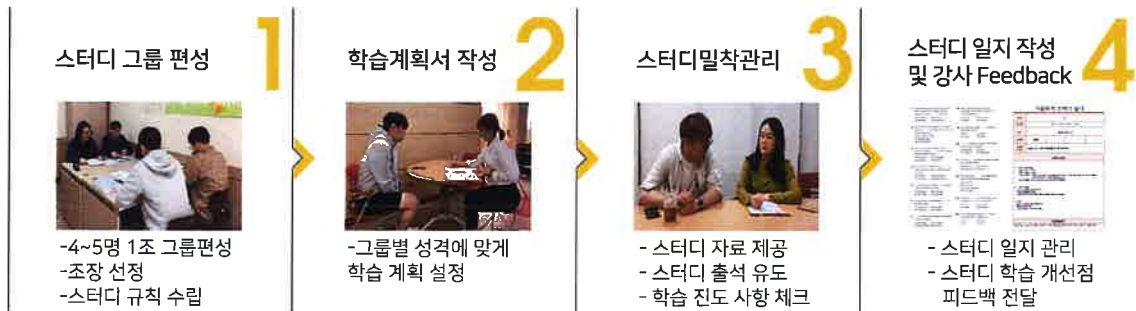 스터디 그룹 편성
1
-4~5명 1조 그룹편성
-조장 선정
-스터디 규칙 수립
학습계획서 작성
2
-그룹별 성격에 맞게
학습 계획 설정
스터디밀착관리
3
- 스터디 자료 제공
- 스터디 출석 유도
- 학습 진도 사항 체크
스터디 일지 작성
및 강사 Feedback
4
- 스터디 일지 관리
- 스터디 학습 개선점
피드백 전달